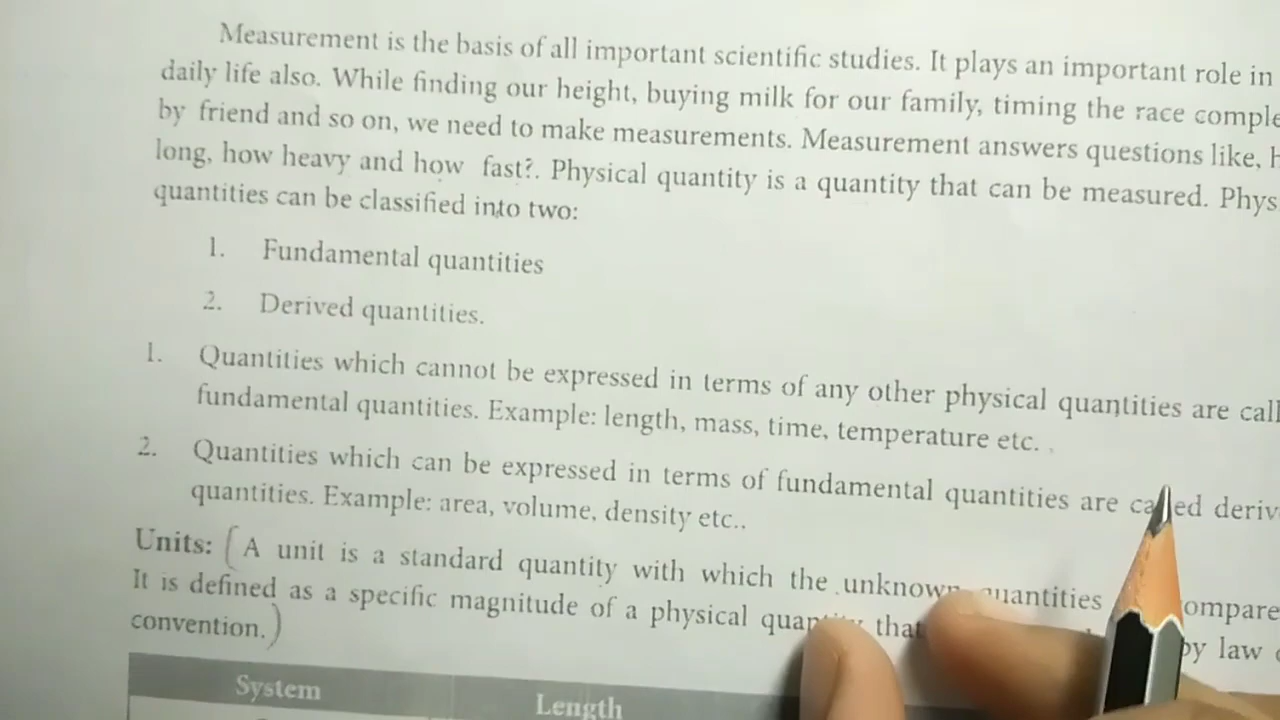 Measurement is the basis of all important scientific studies. It plays an important role in
daily life also. While finding our height, buying milk for our family, timing the race comple
by friend and so on, we need to make measurements. Measurement answers questions like, h
long, how heavy and how fast?. Physical quantity is a quantity that can be measured. Phys
quantities can be classified into two:
1. Fundamental quantities
2. Derived quantities.
1. Quantities which cannot be expressed in terms of any other physical quantities are call
fundamental quantities. Example: length, mass, time, temperature etc.
2. Quantities which can be expressed in terms of fundamental quantities are called deriv
quantities. Example: area, volume, density etc..
Units: (A unit is a standard quantity with which the unknown quantities ompare
It is defined as a specific magnitude of a physical quantity that by law
convention.)
System Length